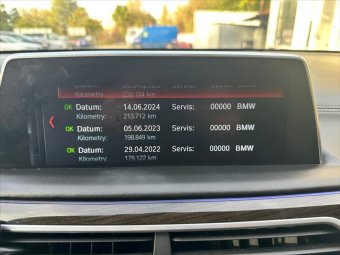 Kilometry: 230.184 km
OK Datum: 14.06.2024 Servis: 00000 BMW
Kilometry: 213.712 km
OK Datum: 05.06.2023 Servis: 00000 BMW
Kilometry: 198.849 km
OK Datum: 29.04.2022 Servis: 00000 BMW
Kilometry: 179.122 km